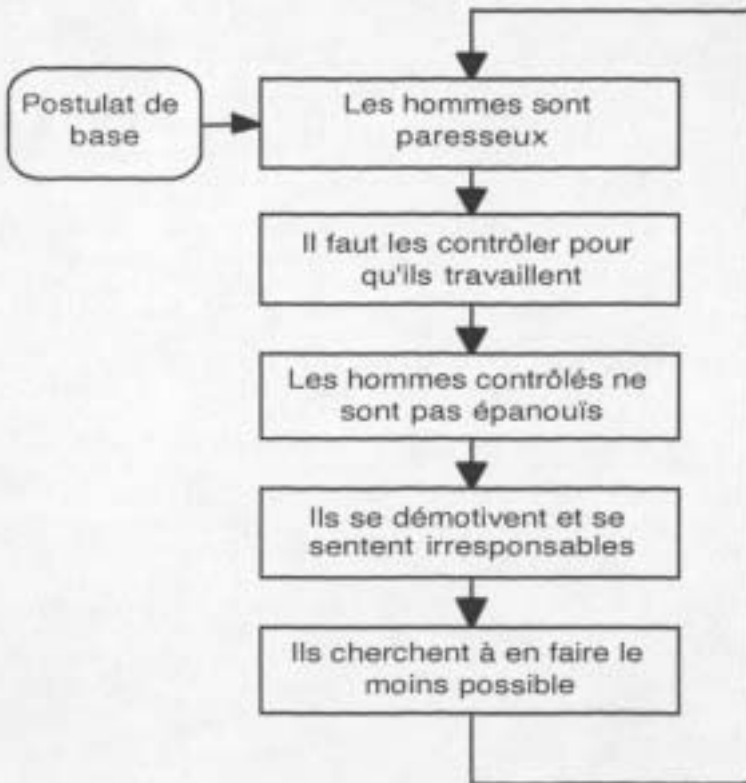 Postulat de
base
Les hommes sont
paresseux
Il faut les contrôler pour
qu'ils travaillent
Les hommes contrôlés ne
sont pas épanouïs
Ils se démotivent et se
sentent irresponsables
Ils cherchent à en faire le
moins possible